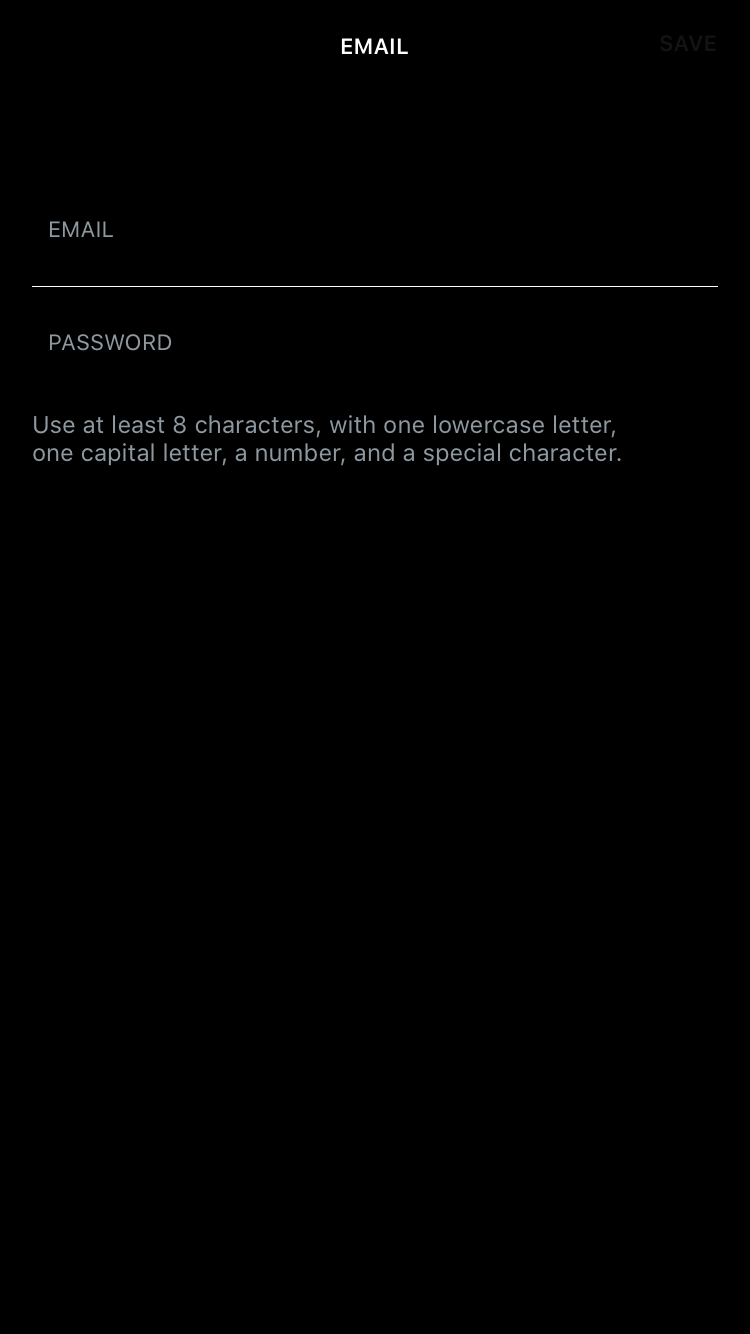 EMAIL
SAVE
EMAIL
PASSWORD
Use at least 8 characters, with one lowercase letter,
one capital letter, a number, and a special character.